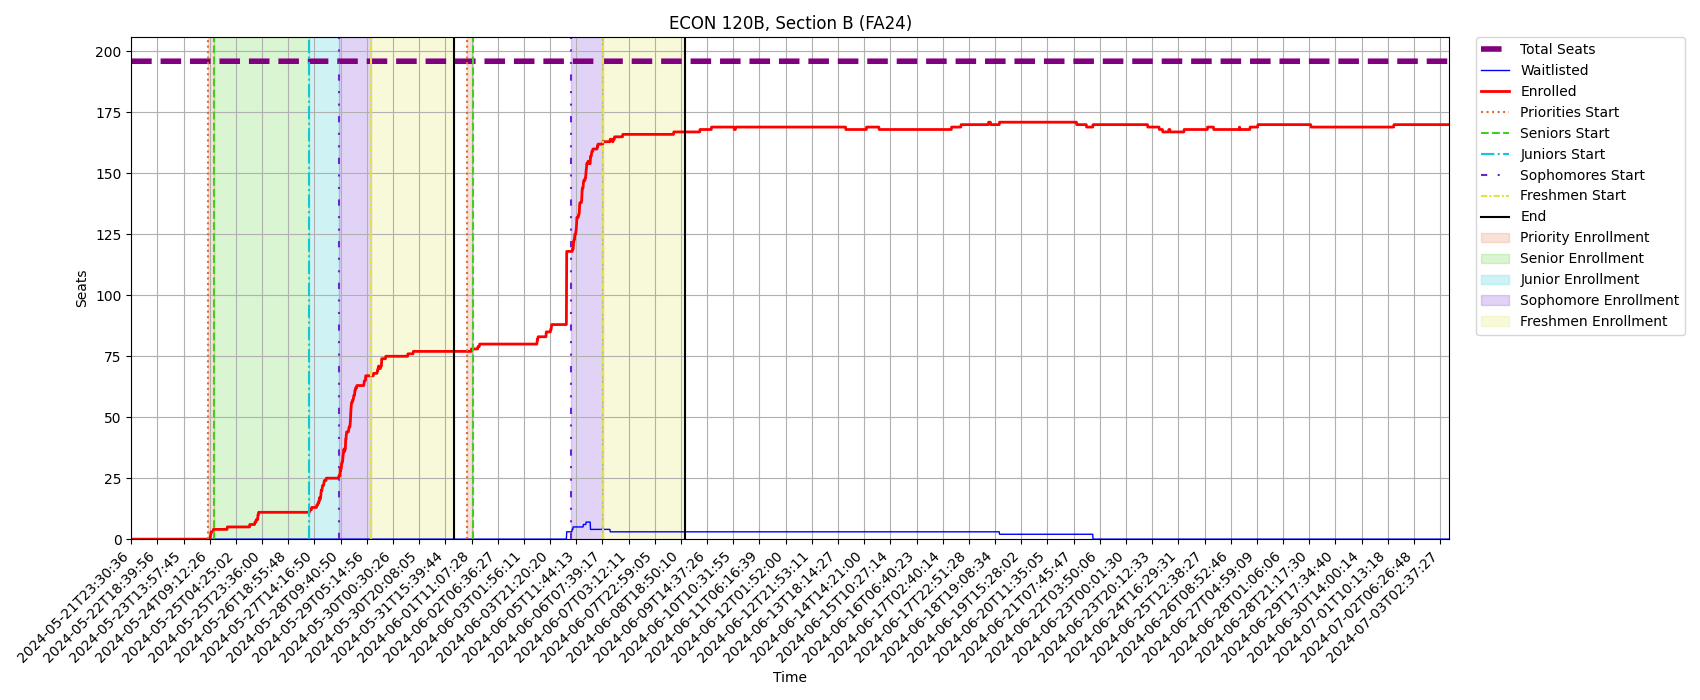 ECON 120B, Section B (FA24)
Seats
200
175
150
125
100
75
50
25
0
2024-05-21T23:30:36
2024-05-22T18:39:56
2024-05-23T13:57:45
2024-05-24T09:12:26
2024-05-25T04:25:02
2024-05-25T23:36:00
2024-05-26T18:55:48
2024-05-27T14:16:50
2024-05-28T09:40:50
2024-05-29T05:14:56
2024-05-30T00:30:26
2024-05-30T20:08:05
2024-05-31T15:39:44
2024-06-01T11:07:28
2024-06-02T06:36:27
2024-06-03T01:56:11
2024-06-03T21:20:20
2024-06-05T11:44:13
2024-06-06T07:39:17
2024-06-07T03:12:11
2024-06-07T22:59:05
2024-06-08T18:50:10
2024-06-09T14:37:26
2024-06-10T10:31:55
2024-06-11T06:16:39
2024-06-12T01:52:00
2024-06-12T21:53:11
2024-06-13T18:14:27
2024-06-14T14:21:00
2024-06-15T10:27:14
2024-06-16T06:40:23
2024-06-17T02:40:14
2024-06-17T22:51:28
2024-06-18T19:08:34
2024-06-19T15:28:02
2024-06-20T11:35:05
2024-06-21T07:45:47
2024-06-22T03:50:06
2024-06-23T00:01:30
2024-06-23T20:12:33
2024-06-24T16:29:31
2024-06-25T12:38:27
2024-06-26T08:52:46
2024-06-27T04:59:09
2024-06-28T01:06:06
2024-06-28T21:17:30
2024-06-29T17:34:40
2024-06-30T14:00:14
2024-07-01T10:13:18
2024-07-02T06:26:48
2024-07-03T02:37:27
Time
Total Seats
Waitlisted
Enrolled
Priorities Start
Seniors Start
Juniors Start
Sophomores Start
Freshmen Start
End
Priority Enrollment
Senior Enrollment
Junior Enrollment
Sophomore Enrollment
Freshmen Enrollment